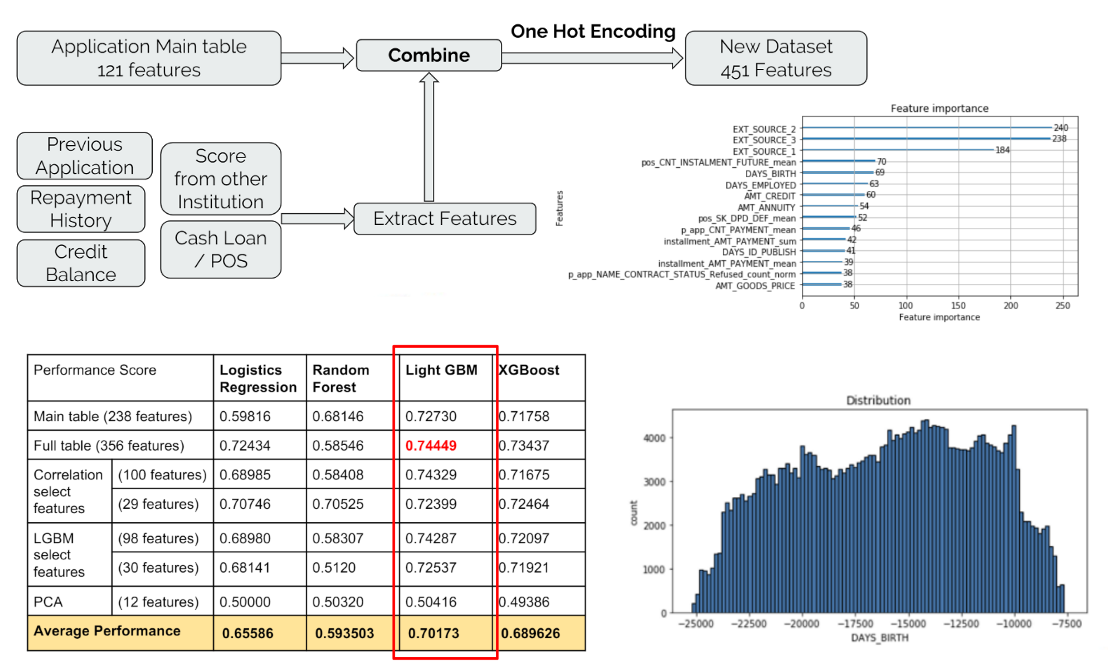 Application Main table
121 features
Combine
One Hot Encoding
New Dataset
451 Features
Previous
Application
Repayment
History
Credit
Balance
Score
from other
Institution
Cash Loan
/ POS
Extract Features
Feature importance
Features
EXT_SOURCE_2 240
EXT_SOURCE_3 238
EXT_SOURCE_1 184
pos_CNT_INSTALMENT_FUTURE_mean 70
DAYS_BIRTH 69
DAYS_EMPLOYED 63
AMT_CREDIT 60
AMT_ANNUITY 54
pos_SK_DPD_DEF_mean 52
p_app_CNT_PAYMENT_mean 46
installment_AMT_PAYMENT_sum 42
DAYS_ID_PUBLISH 41
installment_AMT_PAYMENT_mean 39
p_app_NAME_CONTRACT_STATUS_Refused_count_norm 38
AMT_GOODS_PRICE 38
0 50 100 150 200 250
Feature importance
Performance Score Logistics Regression Random Forest Light GBM XGBoost
Main table (238 features) 0.59816 0.68146 0.72730 0.71758
Full table (356 features) 0.72434 0.58546 0.74449 0.73437
Correlation select features (100 features) 0.68985 0.58408 0.74329 0.71675
(29 features) 0.70746 0.70525 0.72399 0.72464
LGBM select features (98 features) 0.68980 0.58307 0.74287 0.72097
(30 features) 0.68141 0.5120 0.72537 0.71921
PCA (12 features) 0.50000 0.50320 0.50416 0.49386
Average Performance 0.65586 0.593503 0.70173 0.689626
Distribution
count
4000
3000
2000
1000
0
−25000 −22500 −20000 −17500 −15000 −12500 −10000 −7500
DAYS_BIRTH